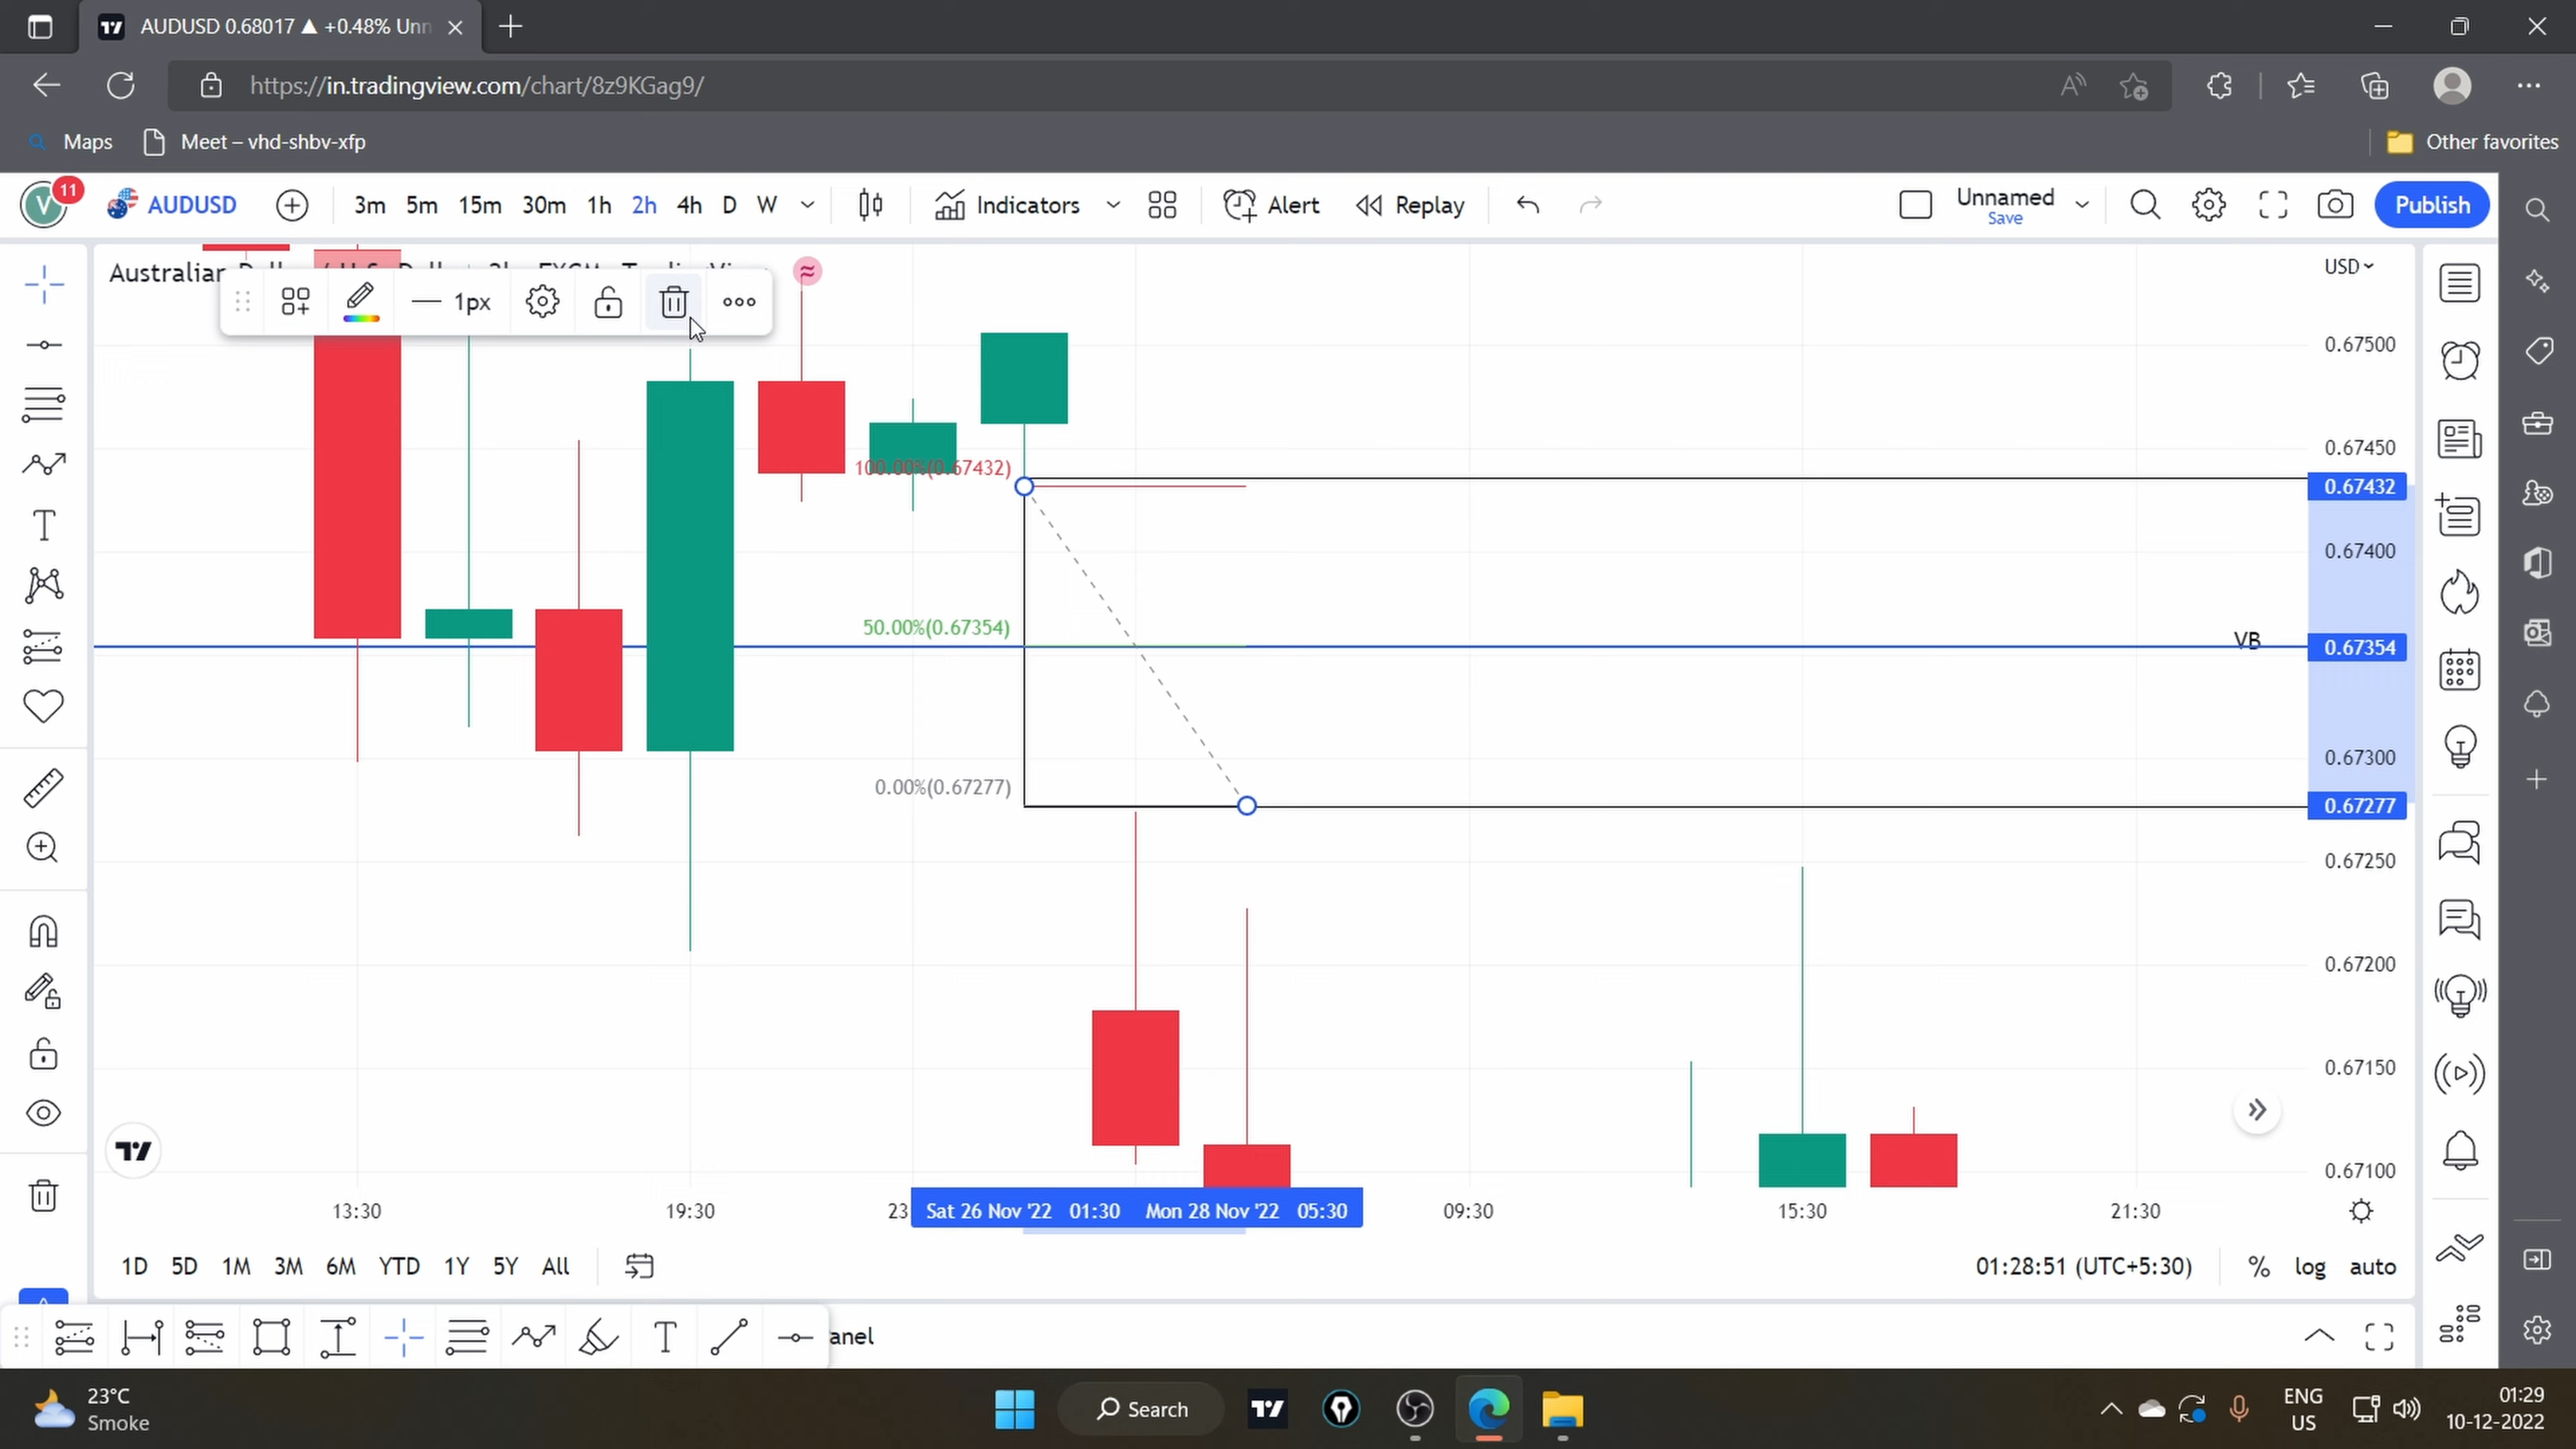 AUDUSD 0.68017 ▲ +0.48% Unn
https://in.tradingview.com/chart/8z9KGag9/
Maps
Meet – vhd-shbv-xfp
Other favorites
V
11
AUDUSD
3m 5m 15m 30m 1h 2h 4h D W
Indicators
Alert
Replay
Unnamed
Save
Publish
Australian
USD
1px
0.67500
0.67450
100.00%(0.67432)
0.67432
0.67400
50.00%(0.67354)
VB
0.67354
0.67300
0.00%(0.67277)
0.67277
0.67250
0.67200
0.67150
0.67100
13:30
19:30
23
Sat 26 Nov '22 01:30
Mon 28 Nov '22 05:30
09:30
15:30
21:30
1D 5D 1M 3M 6M YTD 1Y 5Y All
01:28:51 (UTC+5:30)
% log auto
anel
23°C
Smoke
Search
ENG
US
01:29
10-12-2022